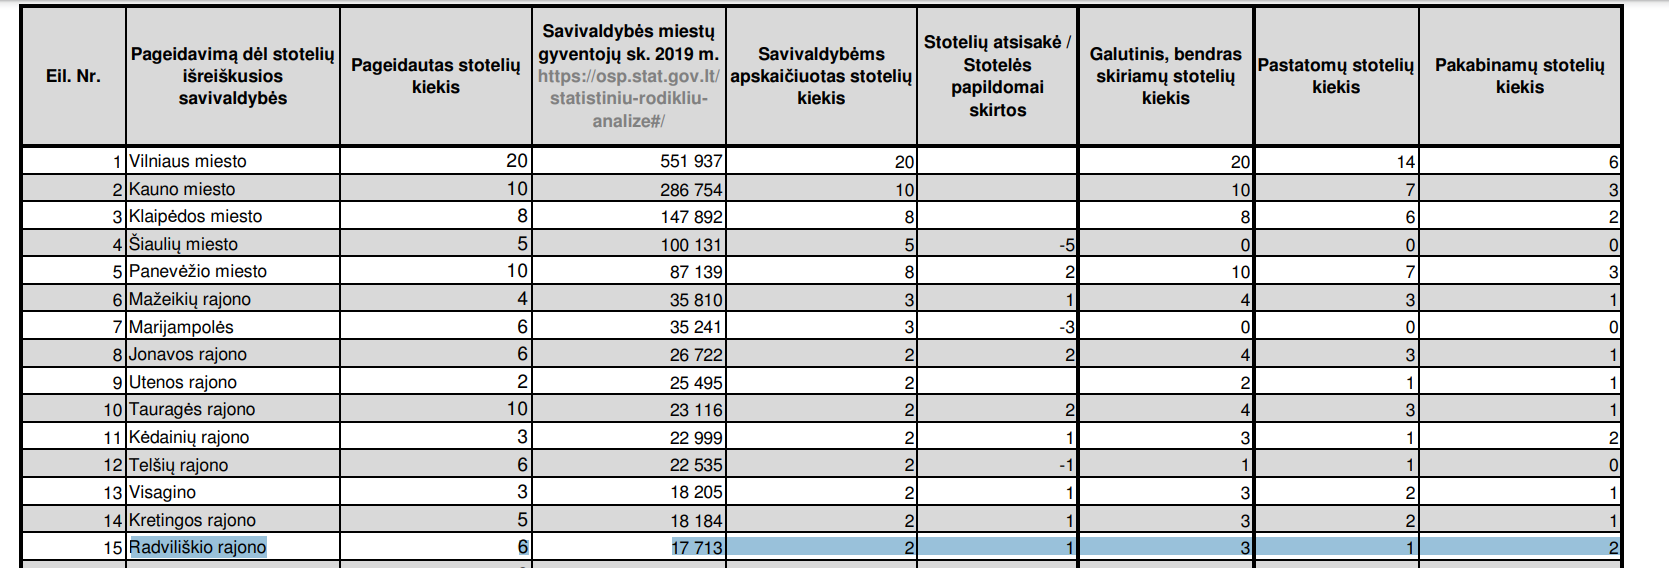 Eil. Nr.
Pageidavimą dėl stotelių
išreiškusios
savivaldybės
Pageidautas stotelių
kiekis
Savivaldybės miestų
gyventojų sk. 2019 m.
https://osp.stat.gov.lt/
statistiniu-rodikliu-
analize#/
Savivaldybėms
apskaičiuotas stotelių
kiekis
Stotelių atsisakė /
Stotelės
papildomai
skirtos
Galutinis, bendras
skiriamų stotelių
kiekis
Pastatomų stotelių
kiekis
Pakabinamų stotelių
kiekis
1 Vilniaus miesto 20 551 937 20 20 14 6
2 Kauno miesto 10 286 754 10 10 7 3
3 Klaipėdos miesto 8 147 892 8 8 6 2
4 Šiaulių miesto 5 100 131 5 -5 0 0 0
5 Panevėžio miesto 10 87 139 8 2 10 7 3
6 Mažeikių rajono 4 35 810 3 1 4 3 1
7 Marijampolės 6 35 241 3 -3 0 0 0
8 Jonavos rajono 6 26 722 2 2 4 3 1
9 Utenos rajono 2 25 495 2 2 1 1
10 Tauragės rajono 10 23 116 2 2 4 3 1
11 Kėdainių rajono 3 22 999 2 1 3 1 2
12 Telšių rajono 6 22 535 2 -1 1 1 0
13 Visagino 3 18 205 2 1 3 2 1
14 Kretingos rajono 5 18 184 2 1 3 2 1
15 Radviliškio rajono 6 17 713 2 1 3 1 2